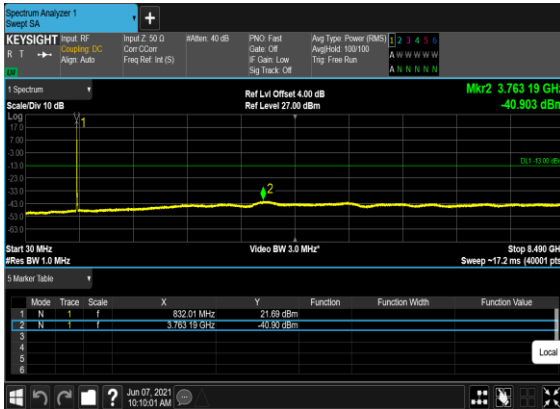 Spectrum Analyzer 1
Swept SA
+
KEYSIGHT Input: RF Input Z: 50 Ω #Atten: 40 dB PNO: Fast Avg Type: Power (RMS) 1 2 3 4 5 6
R T Coupling: DC Corr CCorr Gate: Off Avg|Hold: 100/100 A W W W W W
Align: Auto Freq Ref: Int (S) IF Gain: Low Trig: Free Run
LXI Sig Track: Off A N N N N N
1 Spectrum Ref Lvl Offset 4.00 dB Mkr2 3.763 19 GHz
Scale/Div 10 dB Ref Level 27.00 dBm -40.903 dBm
Log
17.0
7.00
-3.00
-13.0
-23.0
-33.0
-43.0
-53.0
-63.0
1
DL1 -13.00 dBm
2
Start 30 MHz Video BW 3.0 MHz* Stop 8.490 GH
#Res BW 1.0 MHz Sweep ~17.2 ms (40001 pts
5 Marker Table
Mode Trace Scale X Y Function Function Width Function Value
1 N 1 f 832.01 MHz 21.69 dBm
2 N 1 f 3.763 19 GHz -40.90 dBm
3
4
5
6
Local
?
Jun 07, 2021
10:10:01 AM